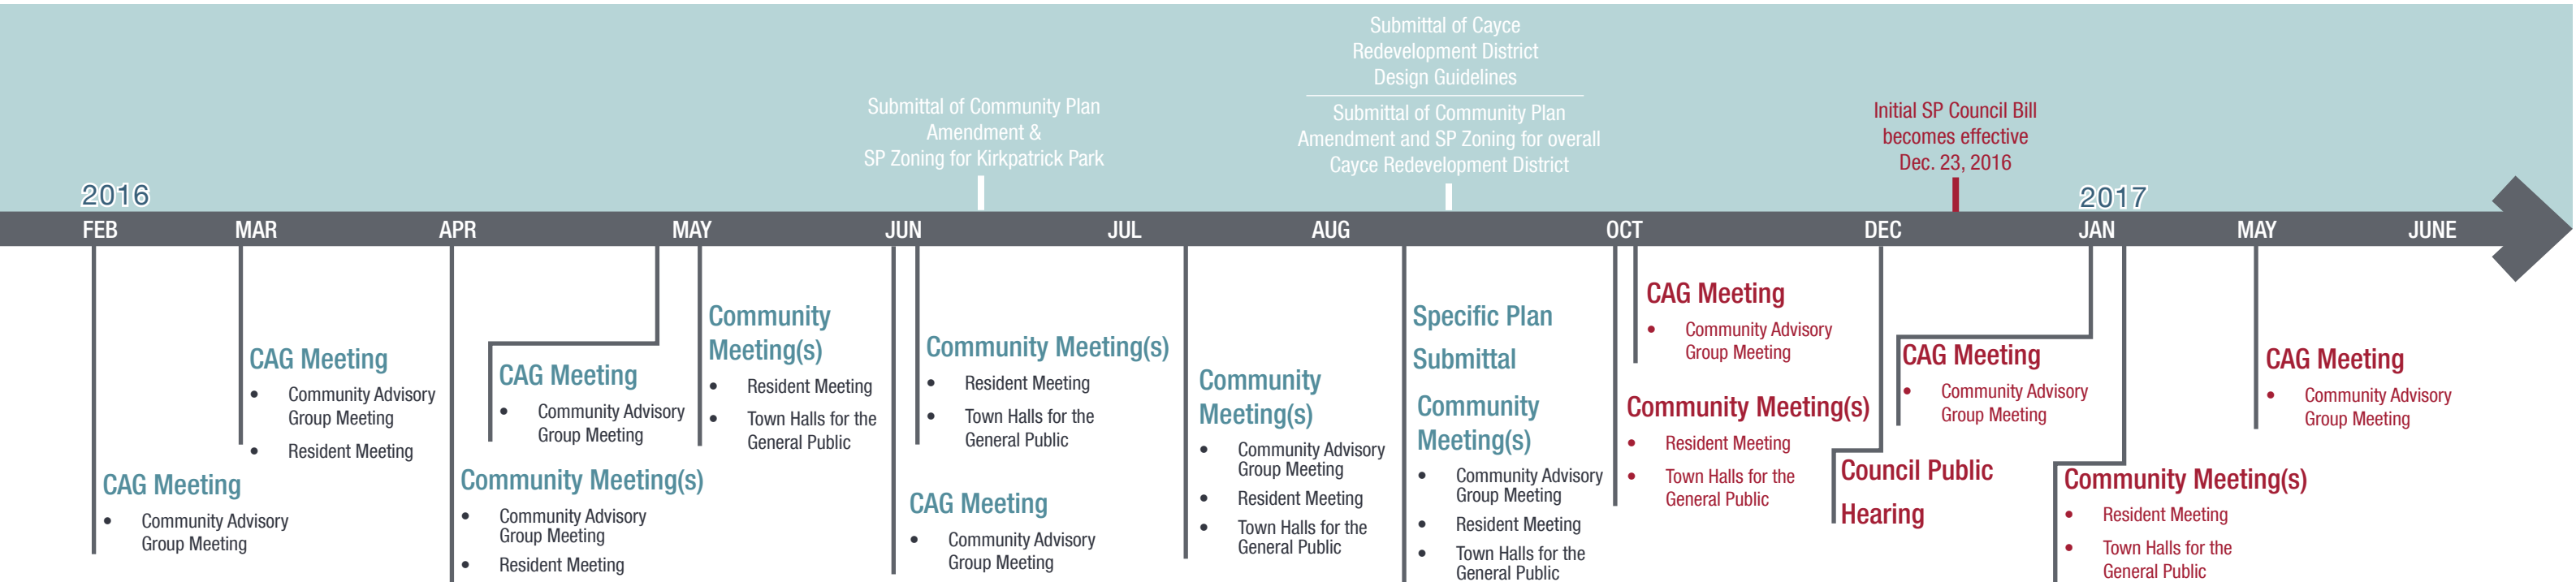 Submittal of Cayce
Redevelopment District
Design Guidelines
Submittal of Community Plan
Amendment and SP Zoning for overall
Cayce Redevelopment District
Submittal of Community Plan
Amendment &
SP Zoning for Kirkpatrick Park
Initial SP Council Bill
becomes effective
Dec. 23, 2016
2016
2017
FEB
MAR
APR
MAY
JUN
JUL
AUG
OCT
DEC
JAN
MAY
JUNE
CAG Meeting
• Community Advisory
Group Meeting
CAG Meeting
• Community Advisory
Group Meeting
• Resident Meeting
Community Meeting(s)
• Community Advisory
Group Meeting
• Resident Meeting
CAG Meeting
• Community Advisory
Group Meeting
Community
Meeting(s)
• Resident Meeting
• Town Halls for the
General Public
CAG Meeting
• Community Advisory
Group Meeting
Community Meeting(s)
• Resident Meeting
• Town Halls for the
General Public
Community
Meeting(s)
• Community Advisory
Group Meeting
• Resident Meeting
• Town Halls for the
General Public
Specific Plan
Submittal
Community
Meeting(s)
• Community Advisory
Group Meeting
• Resident Meeting
• Town Halls for the
General Public
CAG Meeting
• Community Advisory
Group Meeting
Community Meeting(s)
• Resident Meeting
• Town Halls for the
General Public
Council Public
Hearing
CAG Meeting
• Community Advisory
Group Meeting
Community Meeting(s)
• Resident Meeting
• Town Halls for the
General Public
CAG Meeting
• Community Advisory
Group Meeting